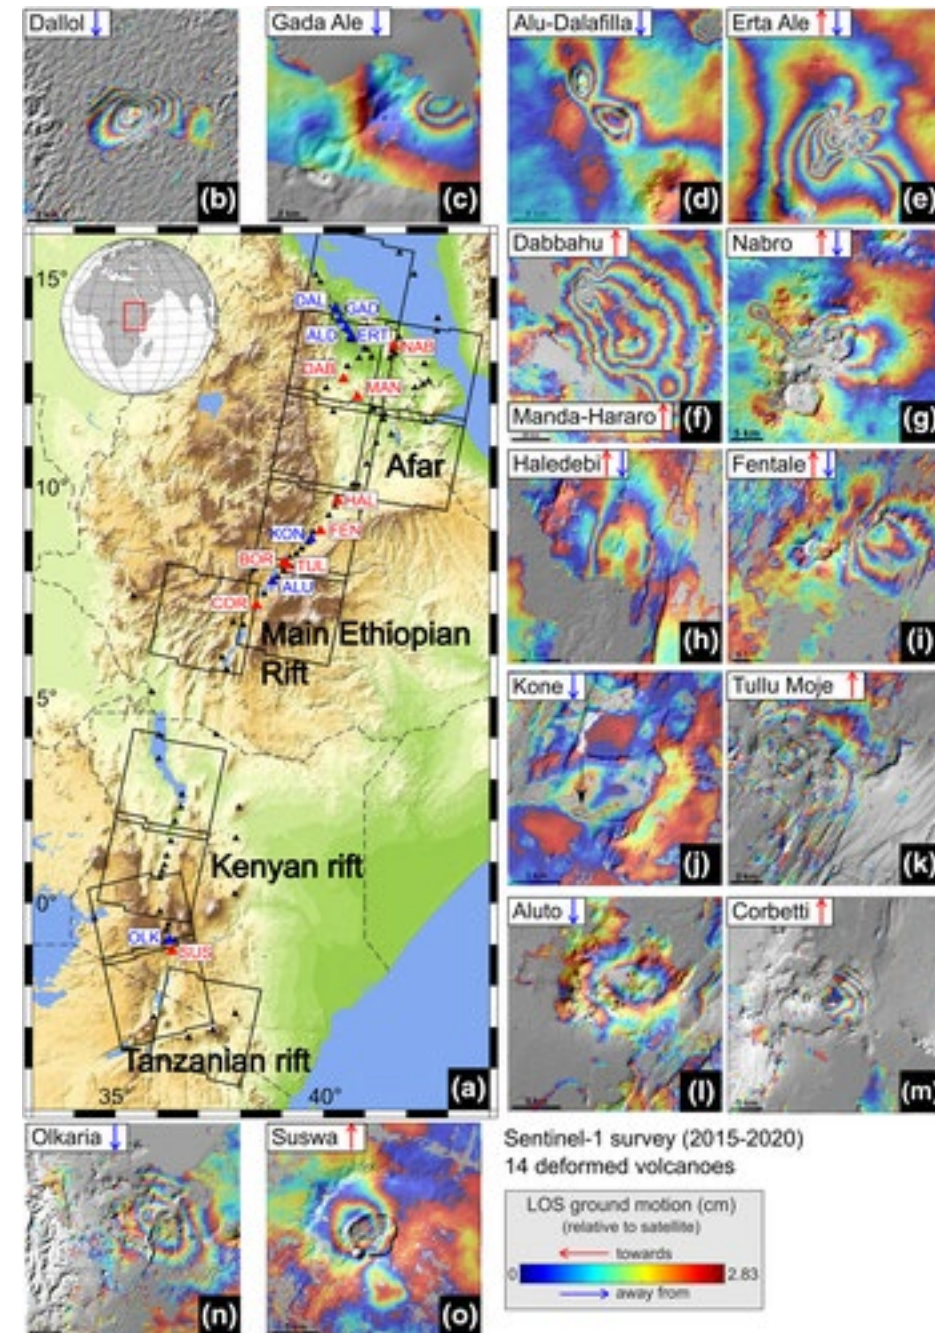 Dallol ↓
Gada Ale ↓
Alu-Dalafilla ↓
Erta Ale ↑ ↓
(b)
(c)
(d)
(e)
Dabbahu ↑
Nabro ↑ ↓
Manda-Hararo ↑
(f)
5 km
(g)
15°
DAL
GAD
ALD
ERT
NAB
DAB
MAN
Afar
10°
HAL
KON
FEN
BOR
TUL
ALU
COR
Main Ethiopian
Rift
5°
Kenyan rift
0°
OLK
SUS
Tanzanian rift
35°
40°
(a)
Haledebi ↑ ↓
Fentale ↑ ↓
(h)
(i)
Kone ↓
Tullu Moje ↑
(j)
(k)
Aluto ↓
Corbetti ↑
(l)
(m)
Olkaria ↓
Suswa ↑
(n)
(o)
Sentinel-1 survey (2015-2020)
14 deformed volcanoes
LOS ground motion (cm)
(relative to satellite)
← towards
0 2.83
→ away from